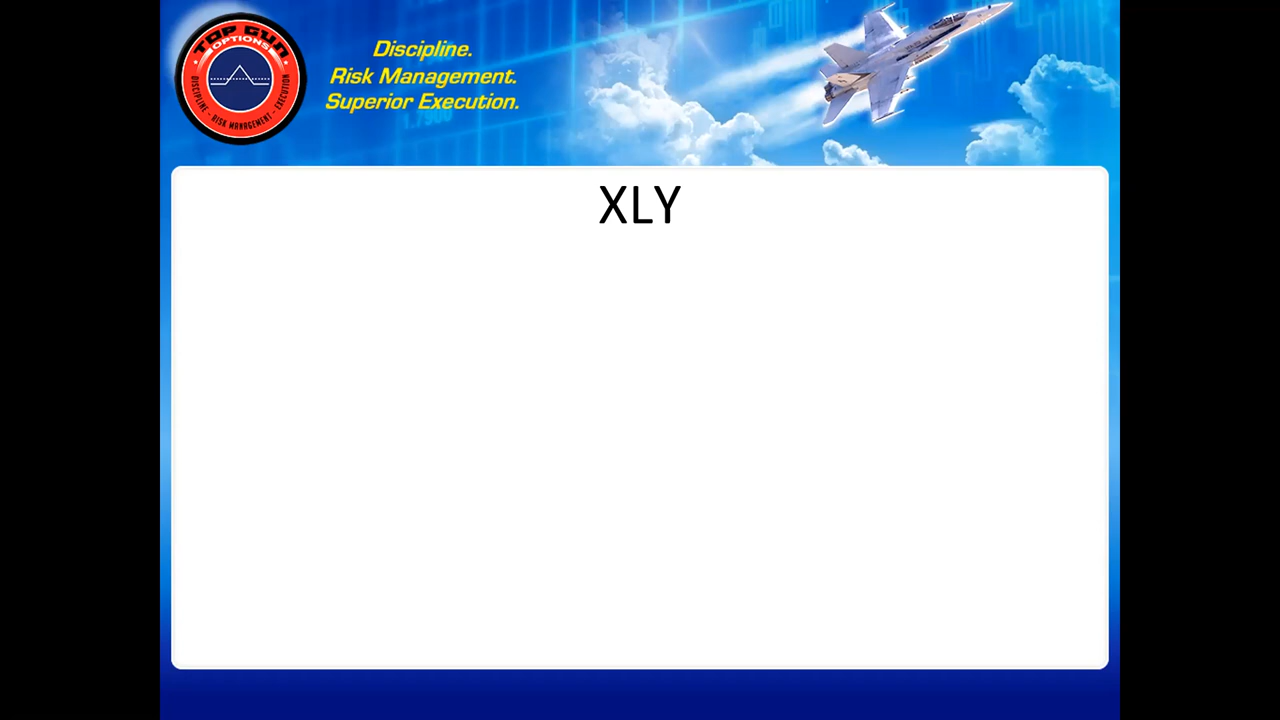 TOP GUN
OPTIONS
DISCIPLINE - RISK MANAGEMENT - EXECUTION
Discipline.
Risk Management.
Superior Execution.
XLY